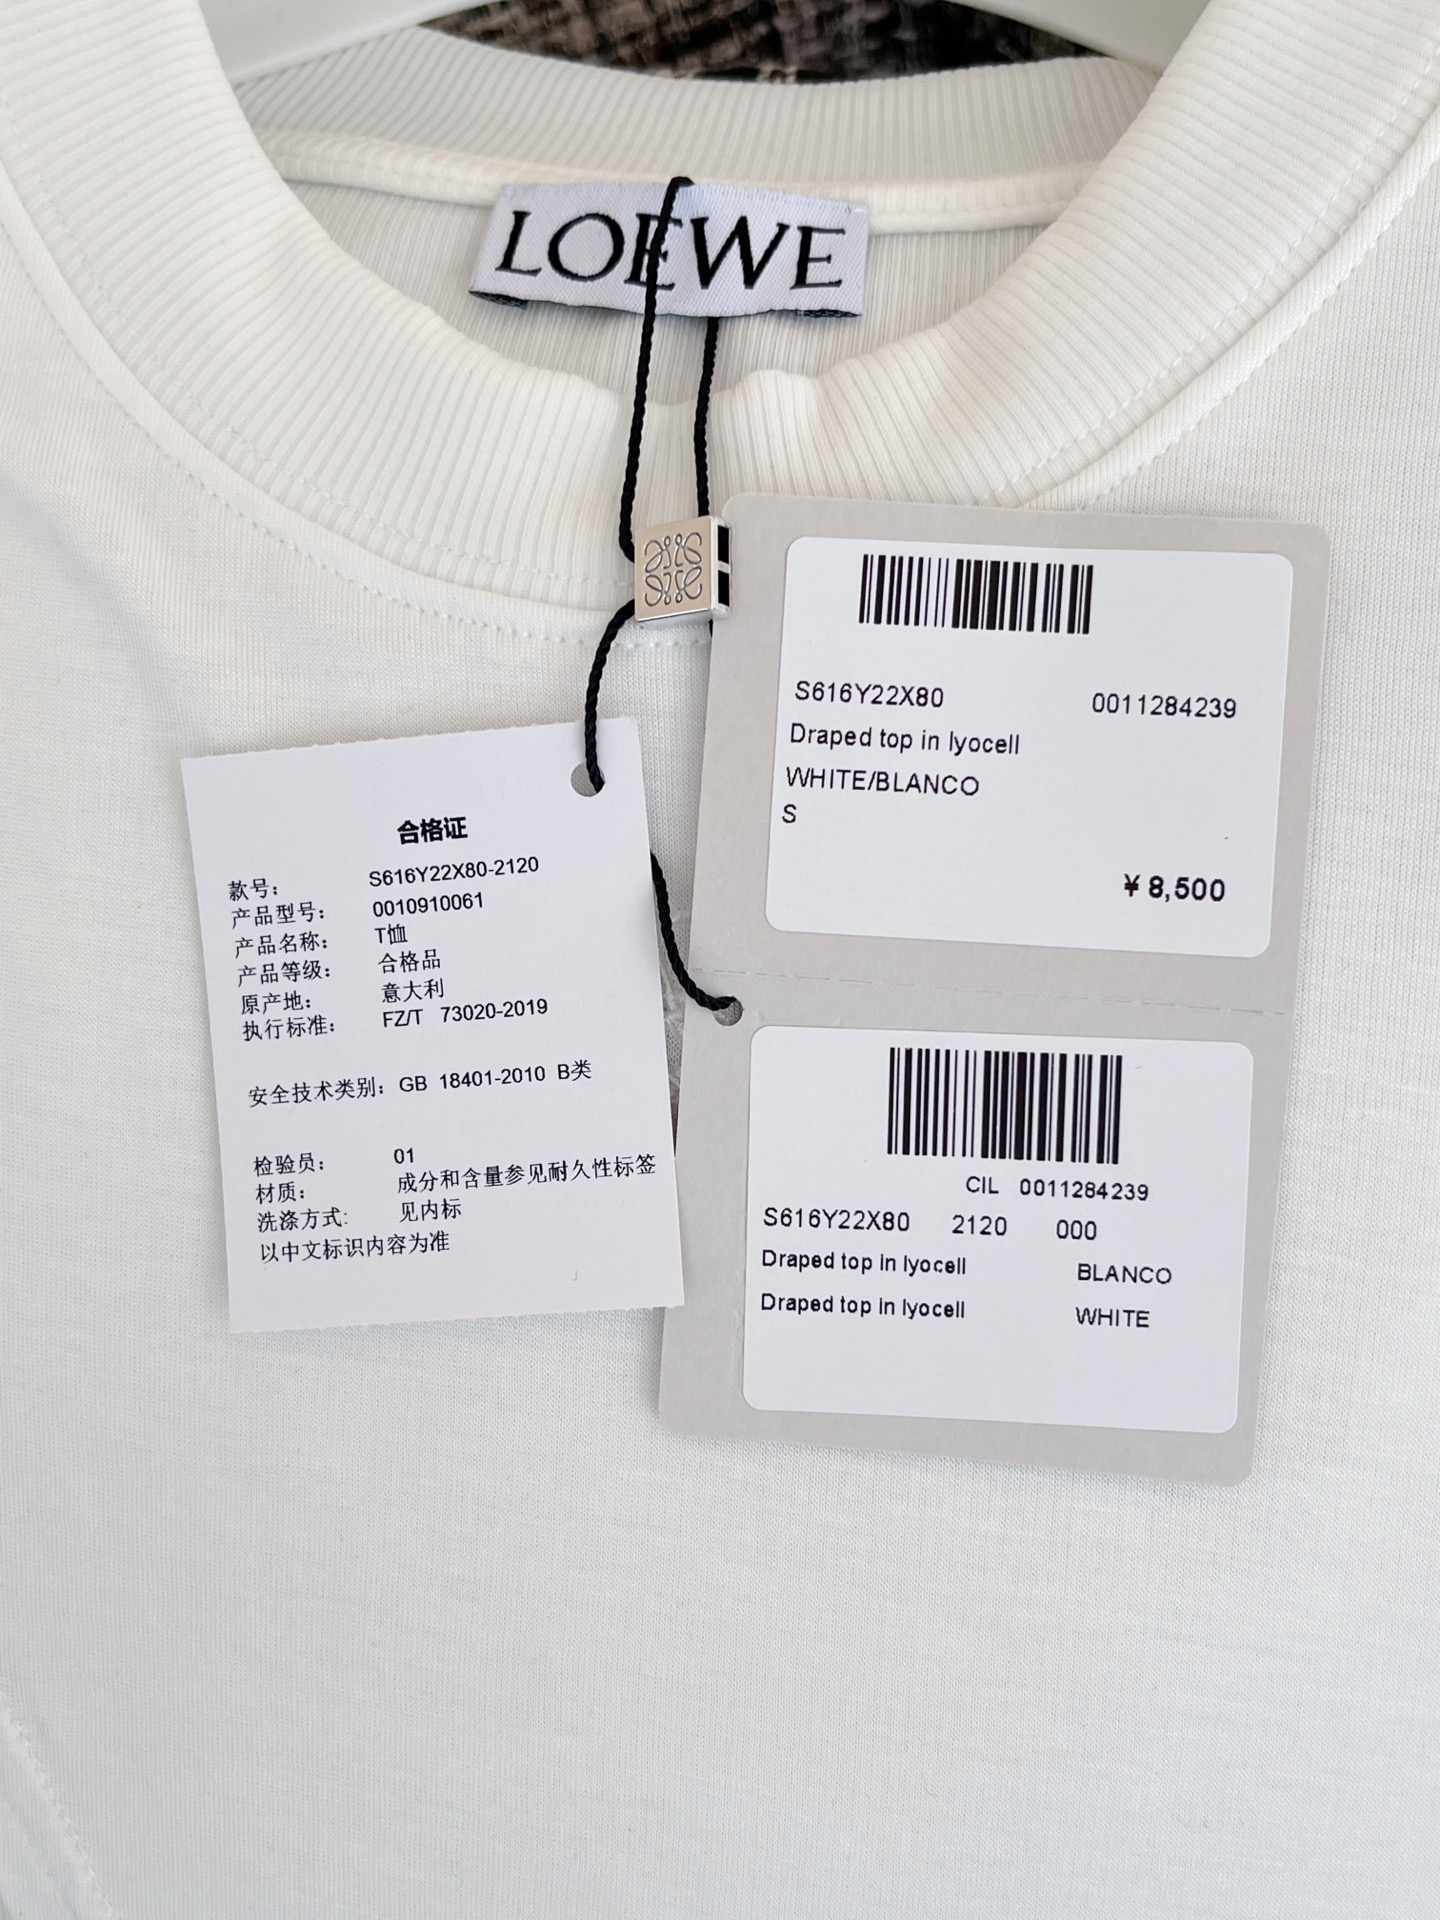 LOEWE
S616Y22X80 0011284239
Draped top in lyocell
WHITE/BLANCO
S
¥ 8,500
合格证
款号: S616Y22X80-2120
产品型号: 0010910061
产品名称: T恤
产品等级: 合格品
原产地: 意大利
执行标准: FZ/T 73020-2019
安全技术类别: GB 18401-2010 B类
检验员: 01
材质: 成分和含量参见耐久性标签
洗涤方式: 见内标
以中文标识内容为准
CIL 0011284239
S616Y22X80 2120 000
Draped top in lyocell BLANCO
Draped top in lyocell WHITE